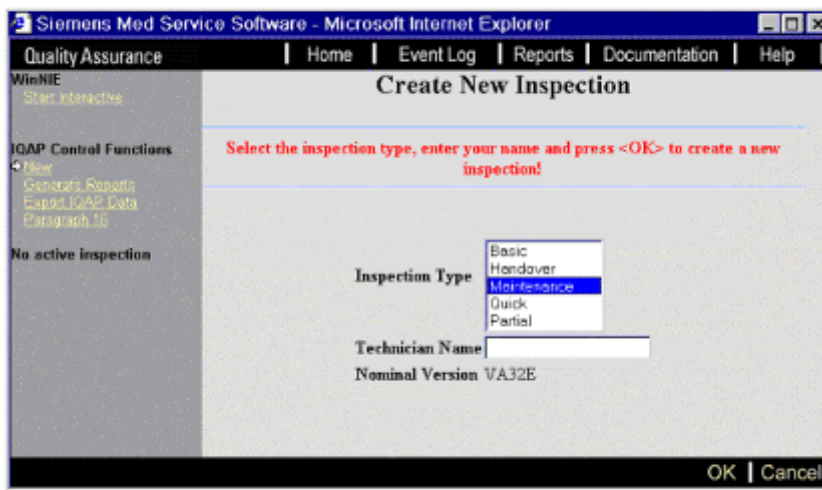 Siemens Med Service Software - Microsoft Internet Explorer
Quality Assurance | Home | Event Log | Reports | Documentation | Help
WinNIE
Start interactive
Create New Inspection
IQAP Control Functions
New
Generate Reports
Export IQAP Data
Paragraph 16
No active inspection
Select the inspection type, enter your name and press <OK> to create a new
inspection!
Inspection Type
Basic
Handover
Maintenance
Quick
Partial
Technician Name
Nominal Version VA32E
OK | Cancel